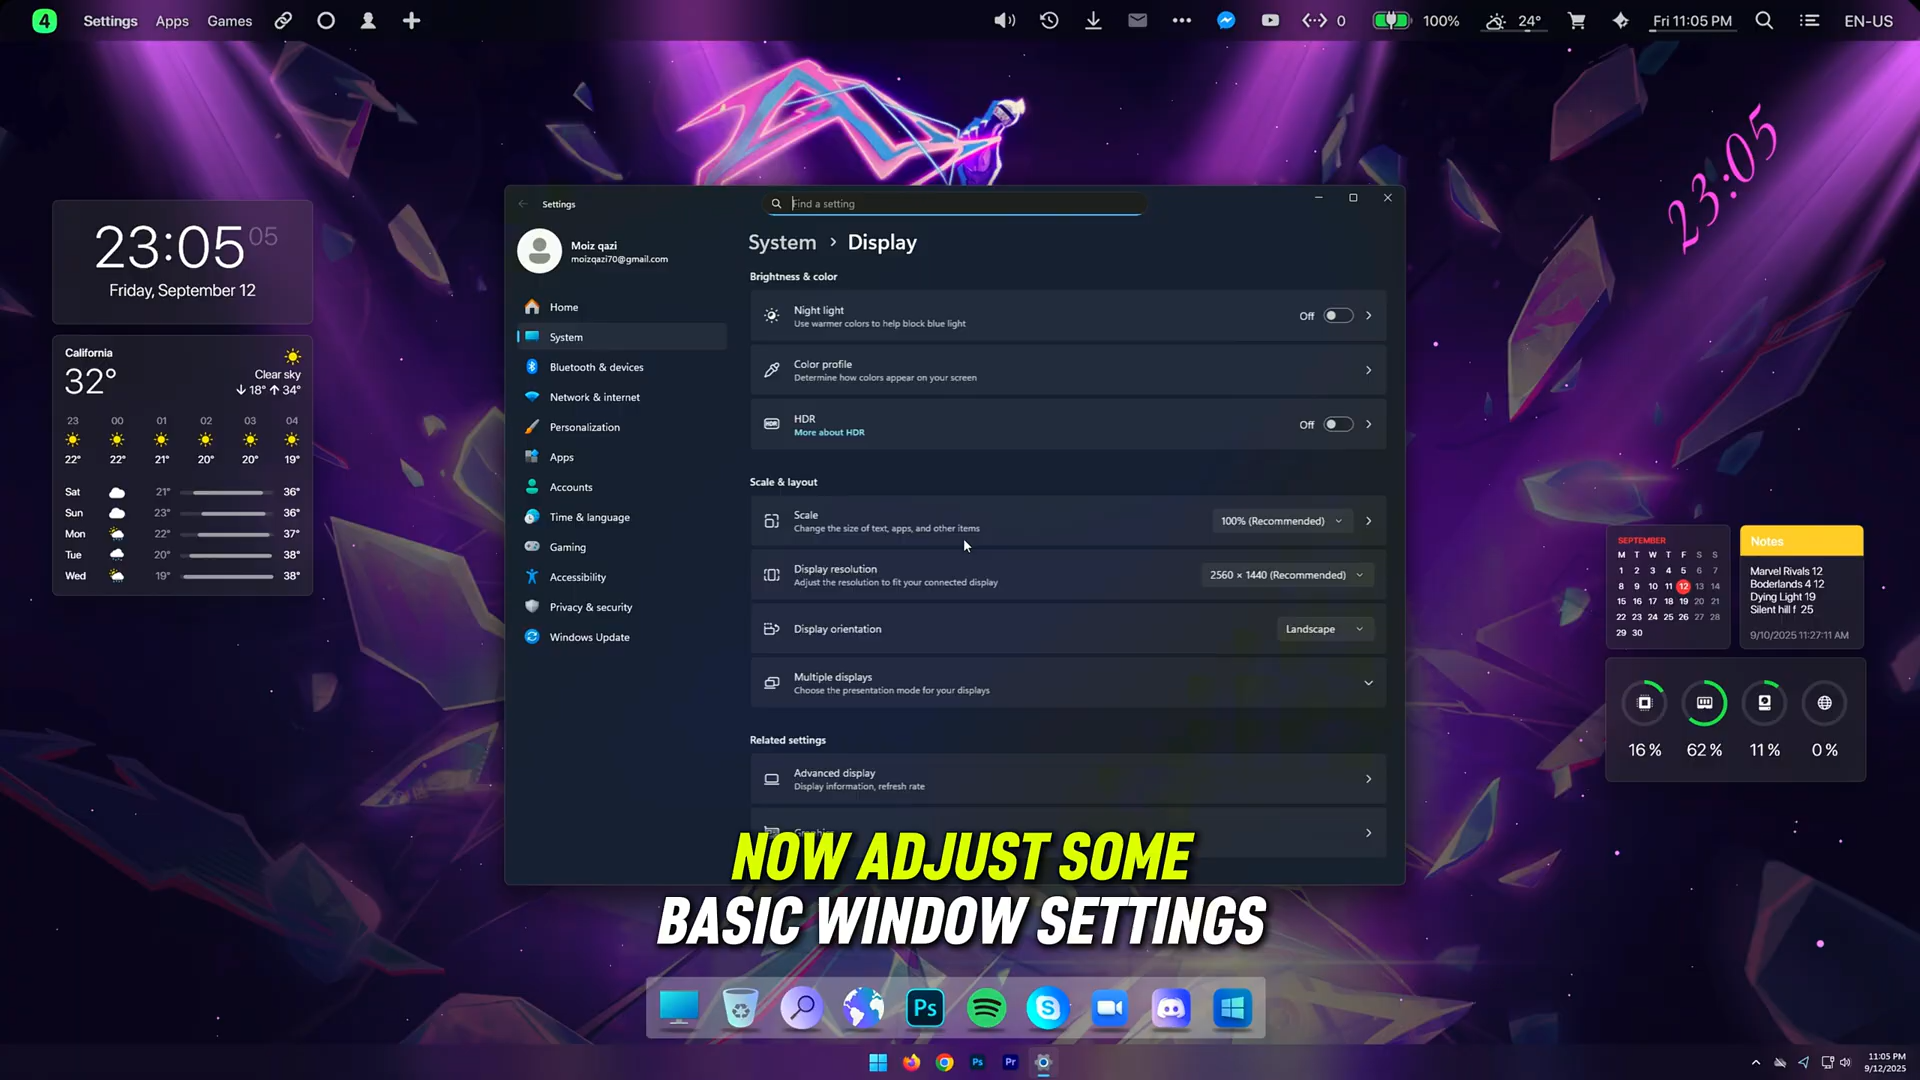 4 Settings Apps Games
0 100% 24° Fri 11:05 PM EN-US
23:05
23:05 05
Friday, September 12
California
32°
Clear sky
↓ 18° ↑ 34°
23 00 01 02 03 04
22° 22° 21° 20° 20° 19°
Sat 21° 36°
Sun 23° 36°
Mon 22° 37°
Tue 20° 38°
Wed 19° 38°
Settings
Find a setting
Moiz qazi
moizqazi70@gmail.com
Home
System
Bluetooth & devices
Network & internet
Personalization
Apps
Accounts
Time & language
Gaming
Accessibility
Privacy & security
Windows Update
System › Display
Brightness & color
Night light
Use warmer colors to help block blue light
Off
Color profile
Determine how colors appear on your screen
HDR
More about HDR
Off
Scale & layout
Scale
Change the size of text, apps, and other items
100% (Recommended)
Display resolution
Adjust the resolution to fit your connected display
2560 × 1440 (Recommended)
Display orientation
Landscape
Multiple displays
Choose the presentation mode for your displays
Related settings
Advanced display
Display information, refresh rate
Graphics
NOW ADJUST SOME
BASIC WINDOW SETTINGS
SEPTEMBER
M T W T F S S
1 2 3 4 5 6 7
8 9 10 11 12 13 14
15 16 17 18 19 20 21
22 23 24 25 26 27 28
29 30
Notes
Marvel Rivals 12
Boderlands 4 12
Dying Light 19
Silent hill f 25
9/10/2025 11:27:11 AM
16% 62% 11% 0%
Ps
Ps Pr
11:05 PM
9/12/2025